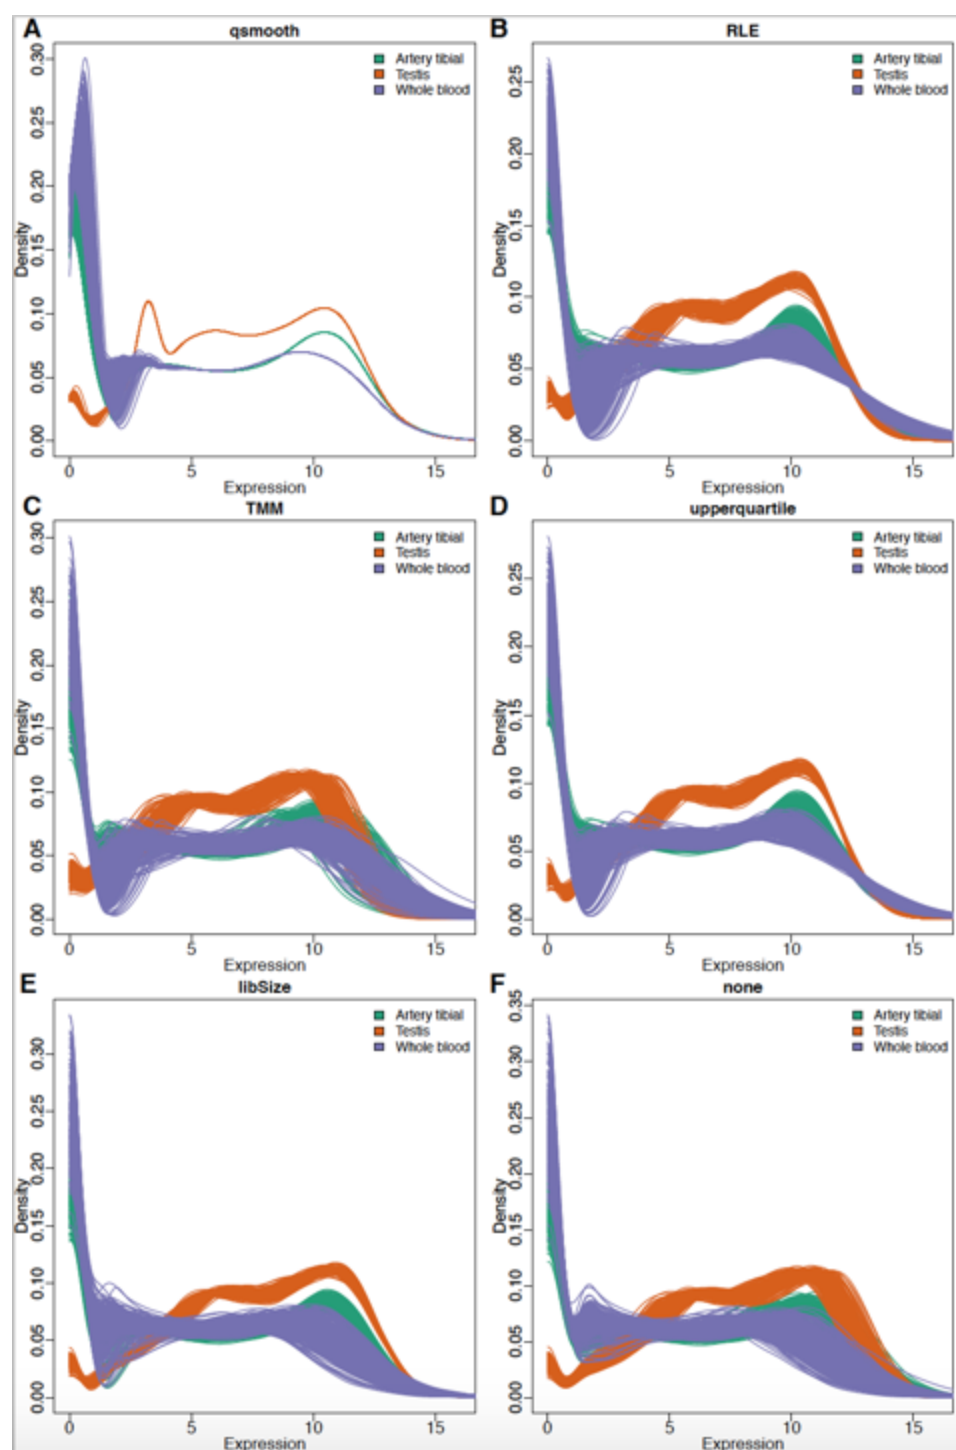 A
qsmooth
Artery tibial
Testis
Whole blood
Density
0.30
0.25
0.20
0.15
0.10
0.05
0.00
0 5 10 15
Expression
B
RLE
Artery tibial
Testis
Whole blood
Density
0.25
0.20
0.15
0.10
0.05
0.00
0 5 10 15
Expression
C
TMM
Artery tibial
Testis
Whole blood
Density
0.30
0.25
0.20
0.15
0.10
0.05
0.00
0 5 10 15
Expression
D
upperquartile
Artery tibial
Testis
Whole blood
Density
0.25
0.20
0.15
0.10
0.05
0.00
0 5 10 15
Expression
E
libSize
Artery tibial
Testis
Whole blood
Density
0.30
0.25
0.20
0.15
0.10
0.05
0.00
0 5 10 15
Expression
F
none
Artery tibial
Testis
Whole blood
Density
0.35
0.30
0.25
0.20
0.15
0.10
0.05
0.00
0 5 10 15
Expression